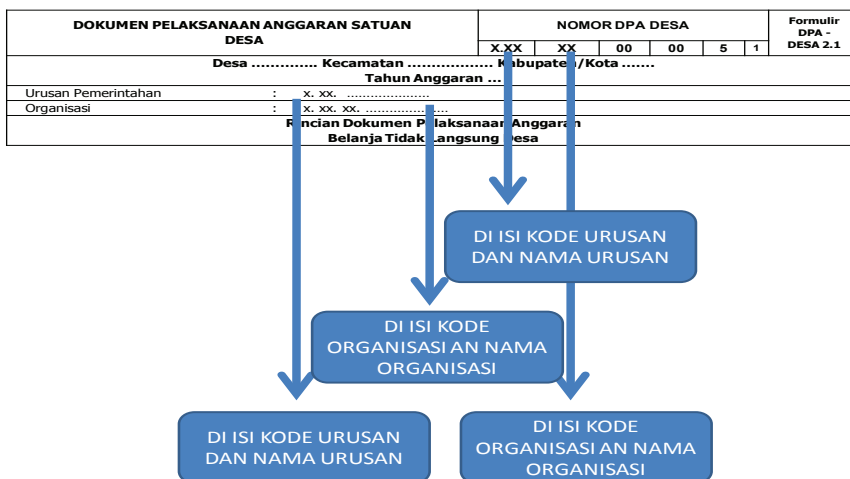 DOKUMEN PELAKSANAAN ANGGARAN SATUAN
DESA
NOMOR DPA DESA
X.XX XX 00 00 5 1
Formulir
DPA -
DESA 2.1
Desa ............. Kecamatan ................. Kabupaten/Kota .......
Tahun Anggaran ...
Urusan Pemerintahan : x. xx. .....................
Organisasi : x. xx. xx. .....................
Rincian Dokumen Pelaksanaan Anggaran
Belanja Tidak Langsung Desa
DI ISI KODE URUSAN
DAN NAMA URUSAN
DI ISI KODE
ORGANISASI AN NAMA
ORGANISASI
DI ISI KODE URUSAN
DAN NAMA URUSAN
DI ISI KODE
ORGANISASI AN NAMA
ORGANISASI